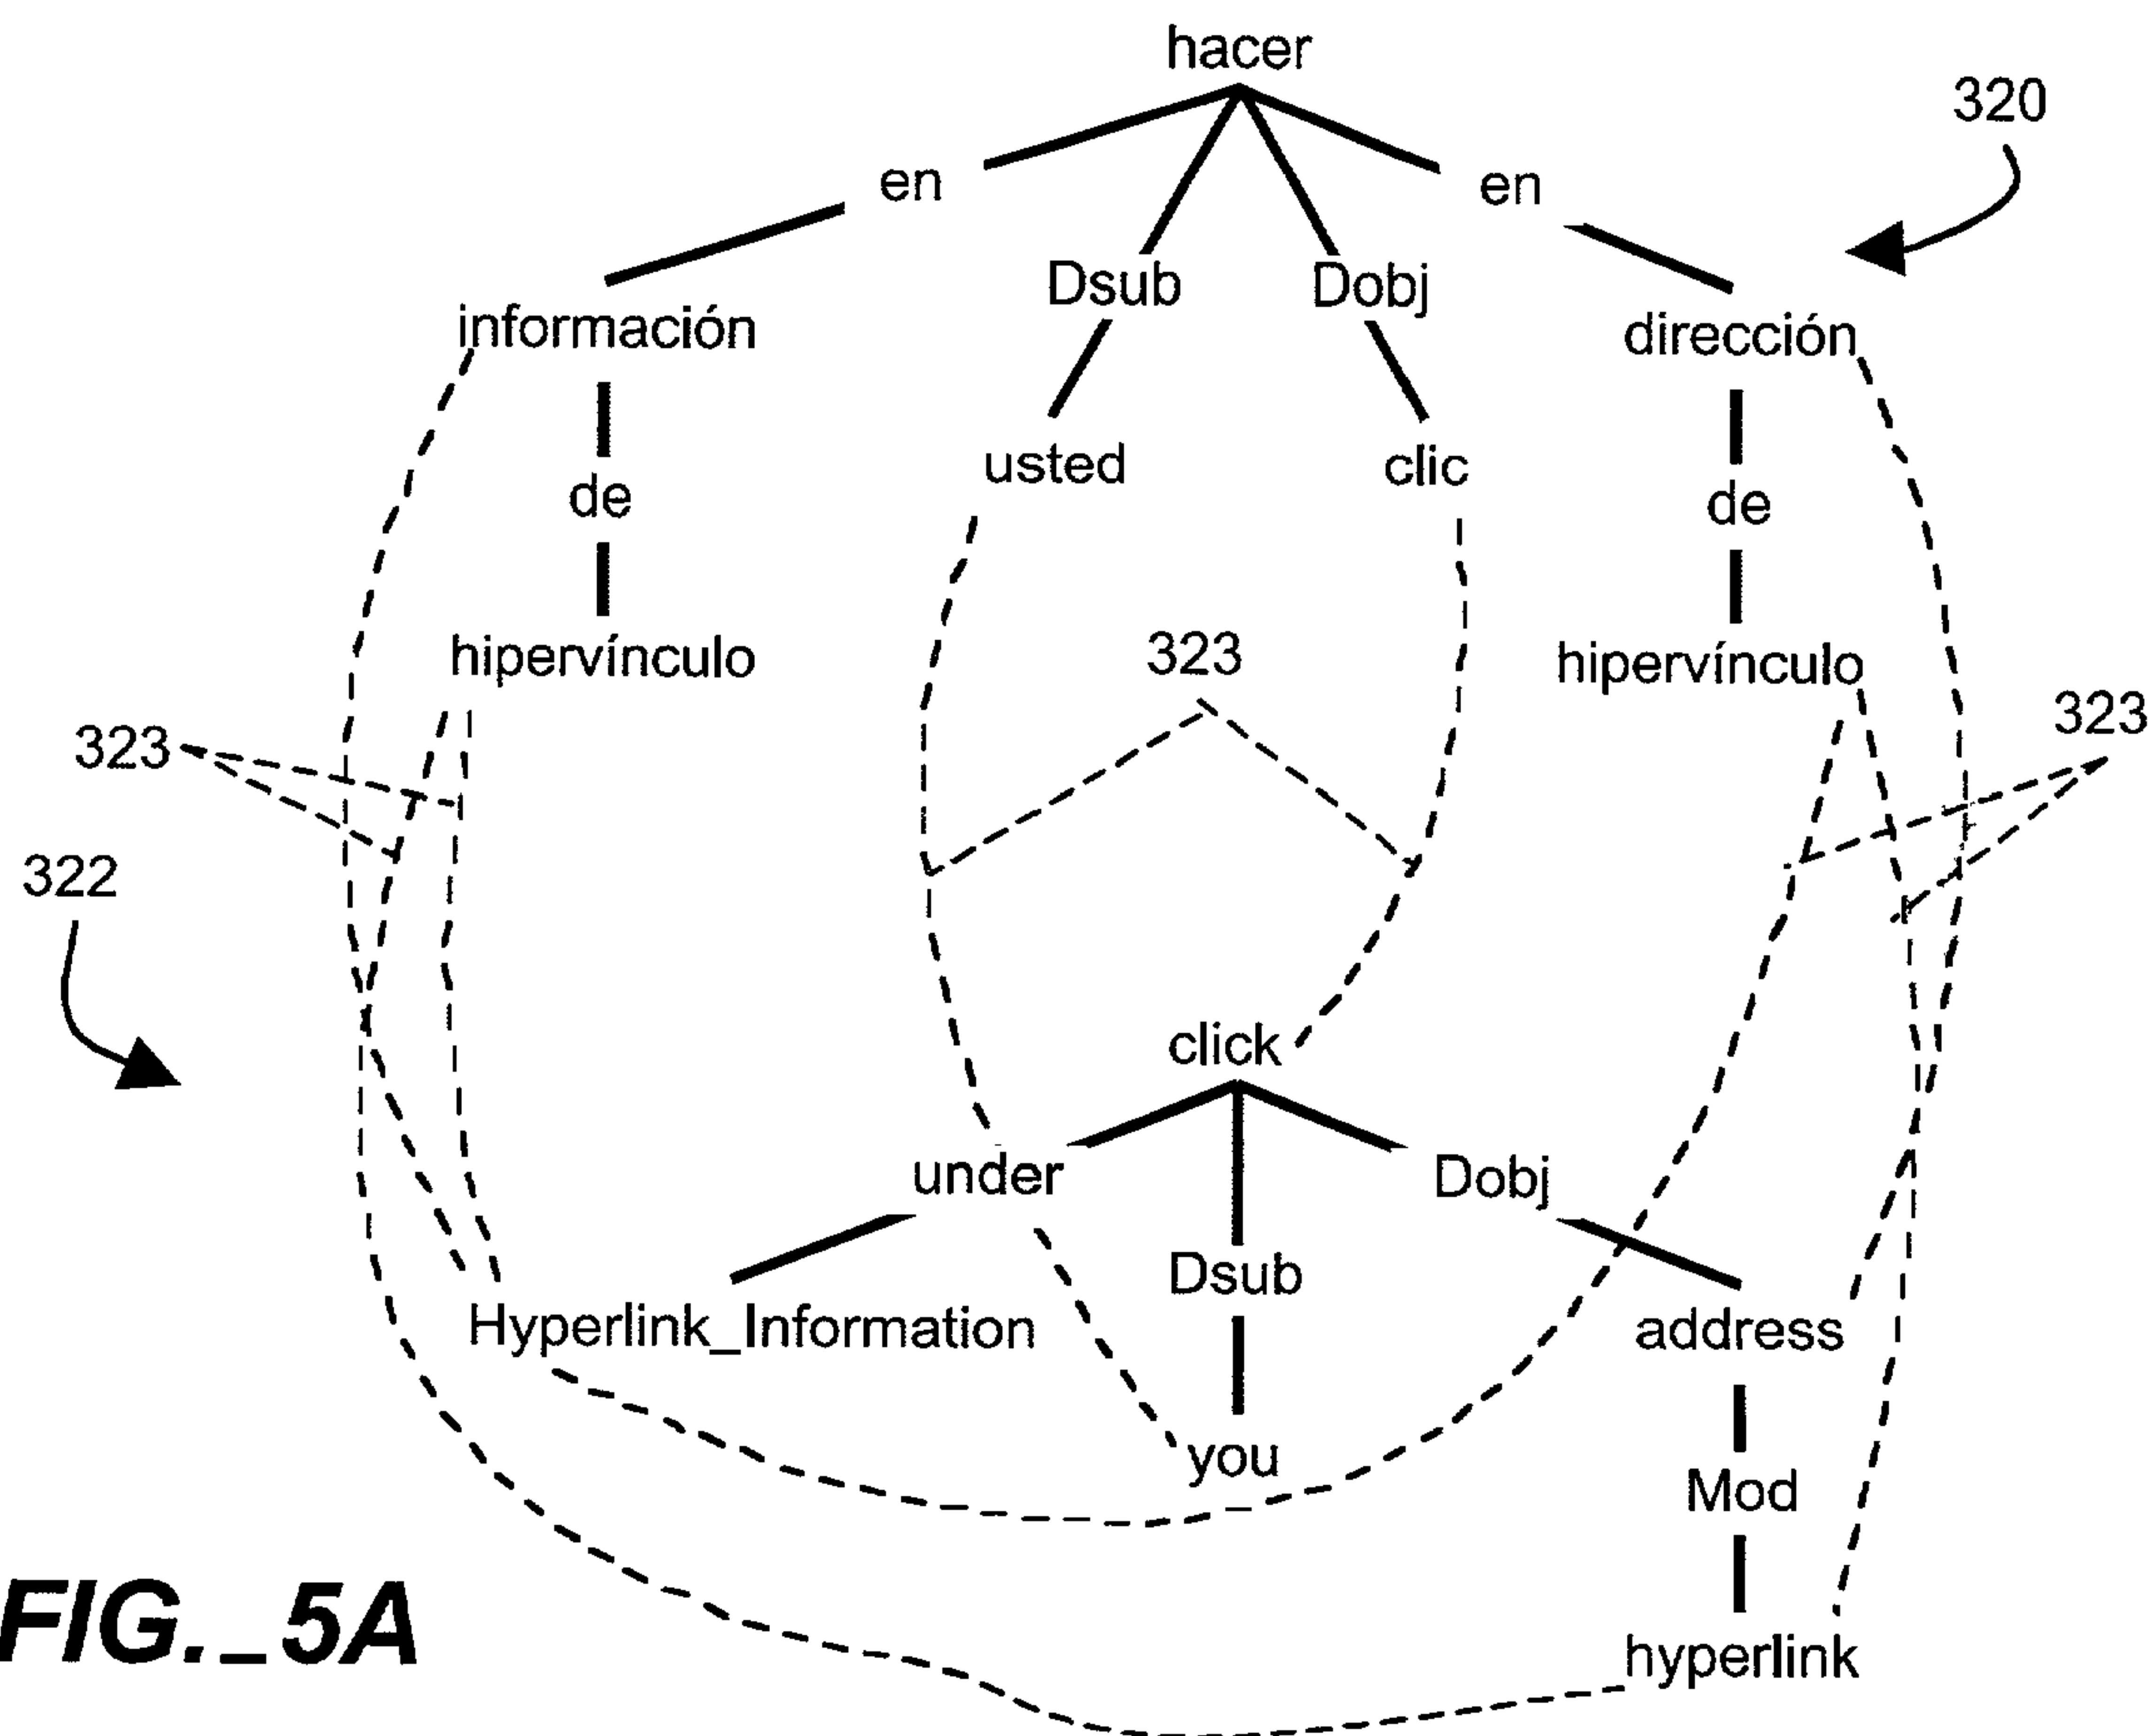 hacer
320
en
en
Dsub
Dobj
información
dirección
usted
clic
de
de
323
hipervínculo
hipervínculo
323
323
322
click
under
Dobj
Dsub
Hyperlink_Information
address
you
Mod
FIG._5A
hyperlink